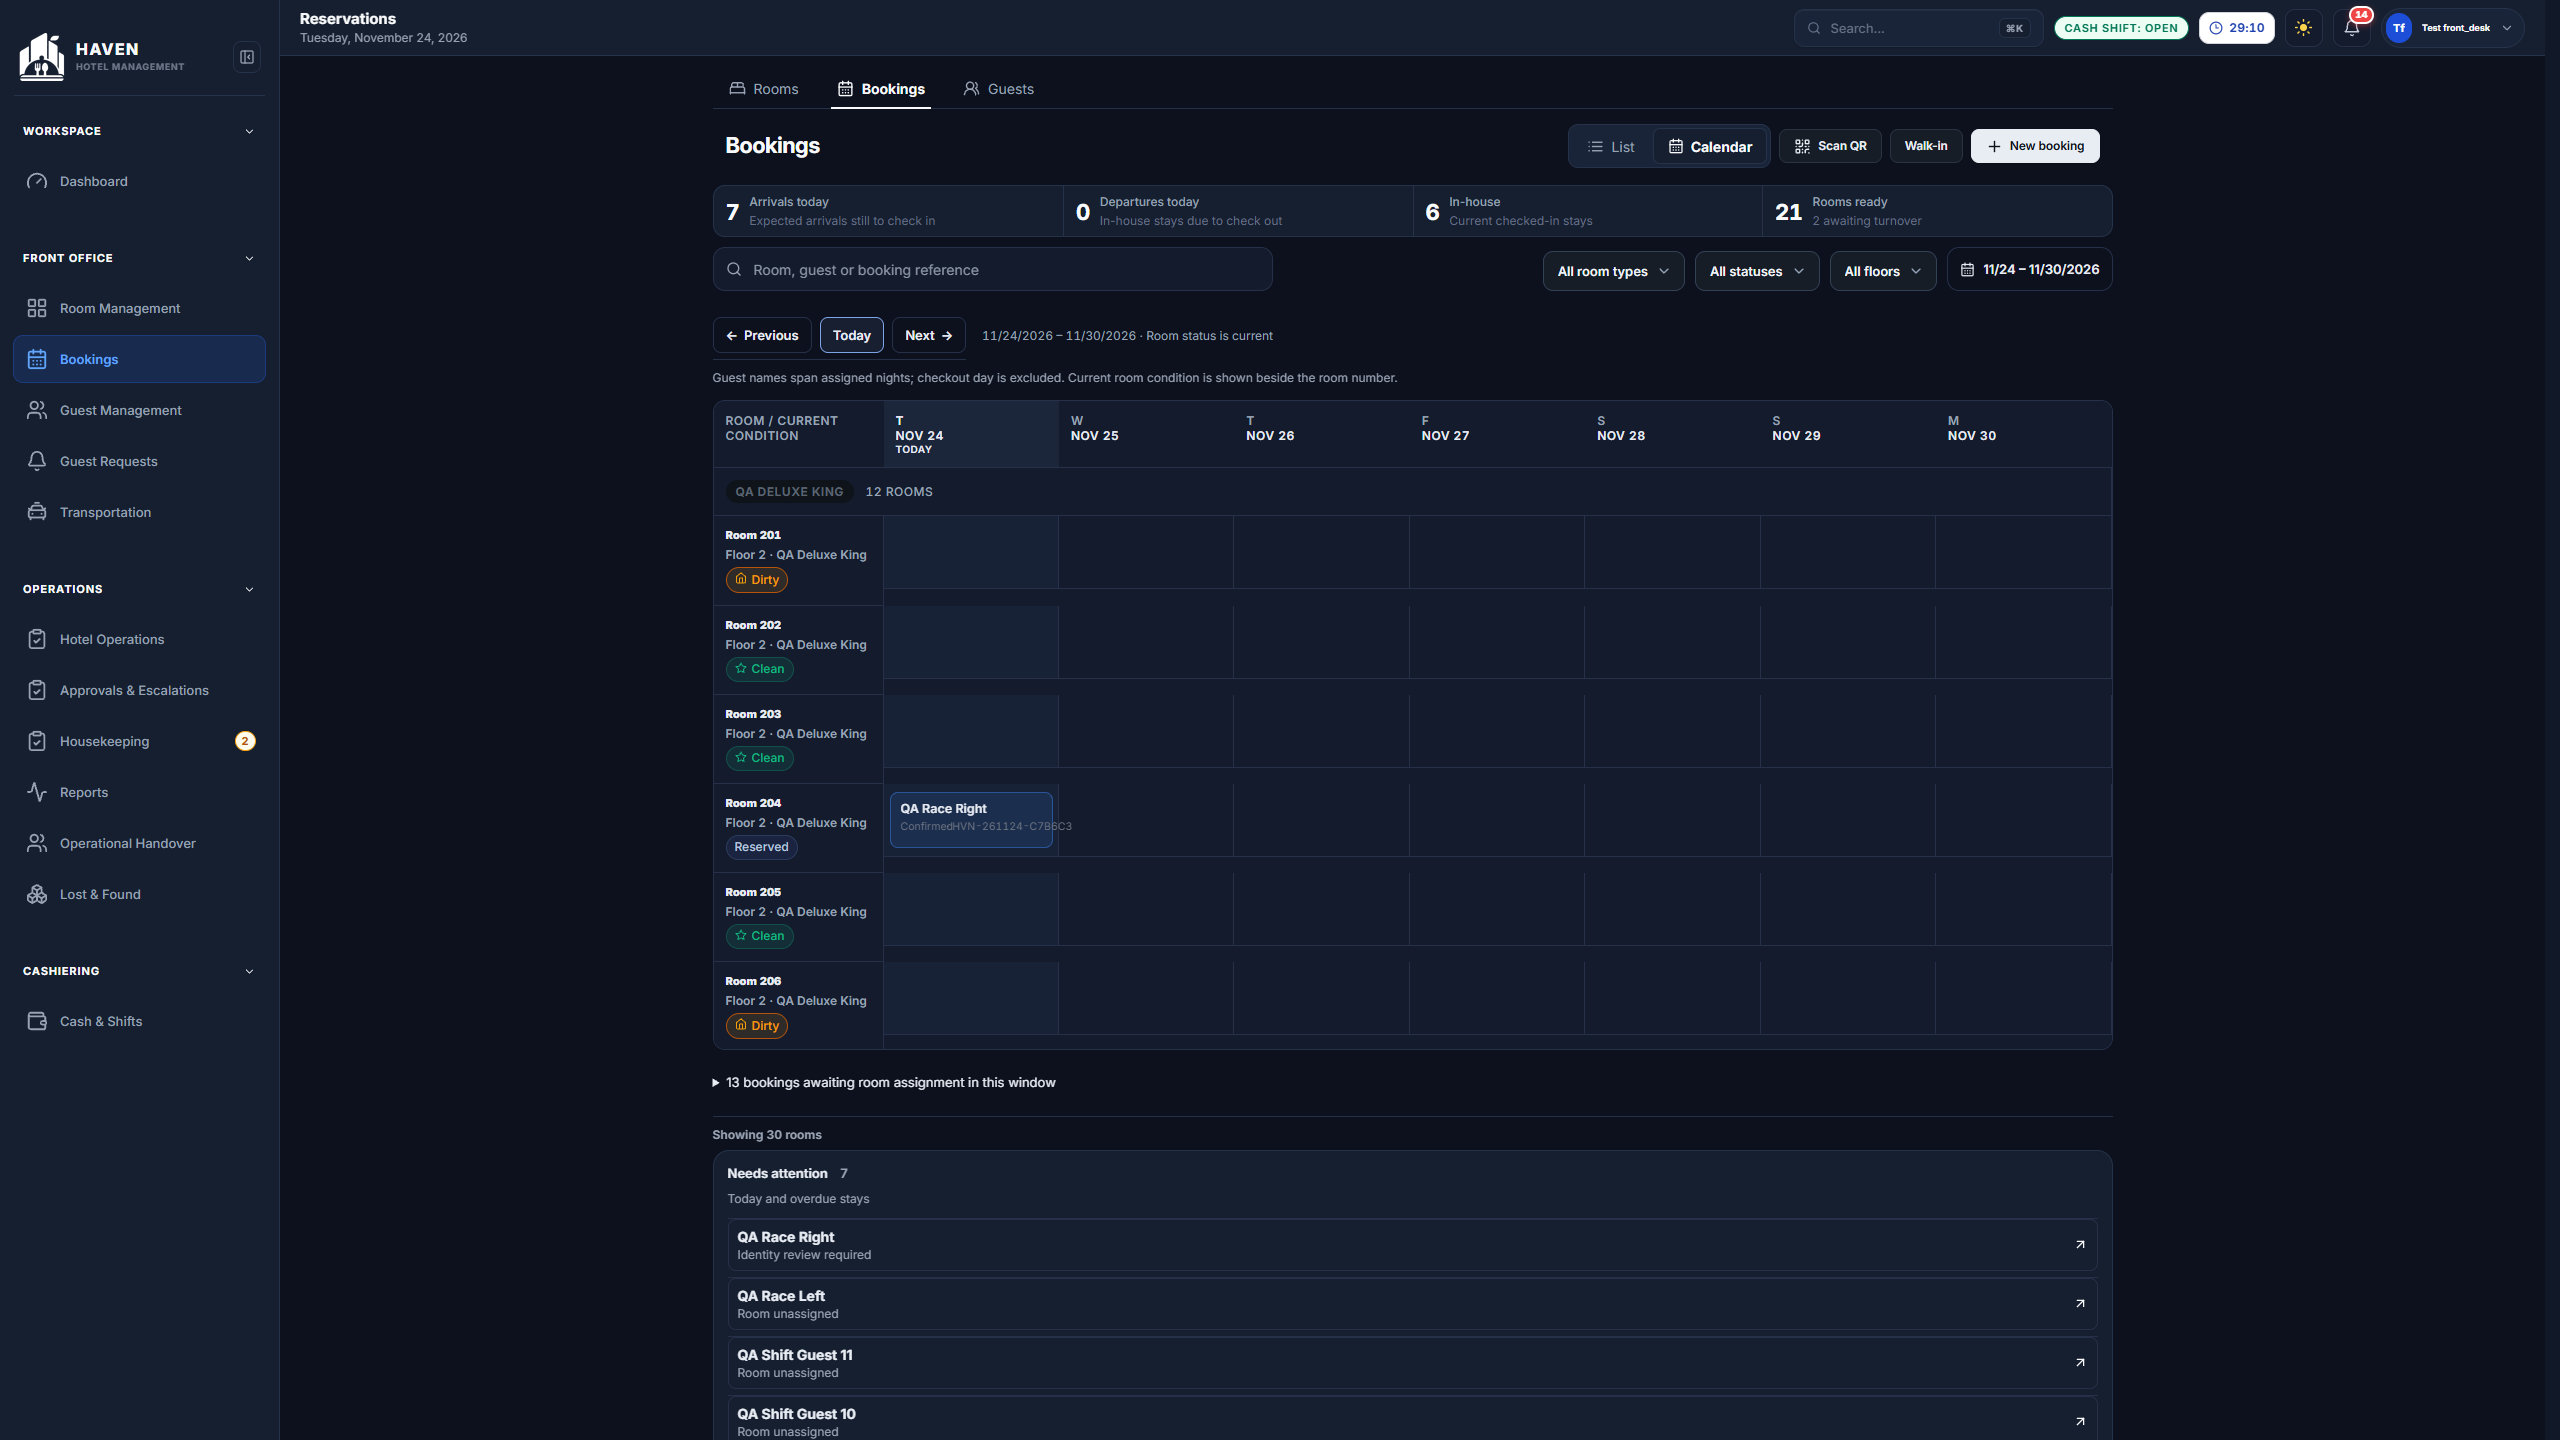 HAVEN
HOTEL MANAGEMENT
WORKSPACE
Dashboard
FRONT OFFICE
Room Management
Bookings
Guest Management
Guest Requests
Transportation
OPERATIONS
Hotel Operations
Approvals & Escalations
Housekeeping 2
Reports
Operational Handover
Lost & Found
CASHIERING
Cash & Shifts
Reservations
Tuesday, November 24, 2026
Search... ⌘K CASH SHIFT: OPEN 29:10 14 Tf Test front_desk
Rooms Bookings Guests
Bookings
List Calendar Scan QR Walk-in New booking
7 Arrivals today
Expected arrivals still to check in
0 Departures today
In-house stays due to check out
6 In-house
Current checked-in stays
21 Rooms ready
2 awaiting turnover
Room, guest or booking reference
All room types All statuses All floors 11/24 – 11/30/2026
← Previous Today Next → 11/24/2026 – 11/30/2026 · Room status is current
Guest names span assigned nights; checkout day is excluded. Current room condition is shown beside the room number.
ROOM / CURRENT
CONDITION
T
NOV 24
TODAY
W
NOV 25
T
NOV 26
F
NOV 27
S
NOV 28
S
NOV 29
M
NOV 30
QA DELUXE KING 12 ROOMS
Room 201
Floor 2 · QA Deluxe King
Dirty
Room 202
Floor 2 · QA Deluxe King
Clean
Room 203
Floor 2 · QA Deluxe King
Clean
Room 204
Floor 2 · QA Deluxe King
Reserved
QA Race Right
ConfirmedHVN-261124-C7B6C3
Room 205
Floor 2 · QA Deluxe King
Clean
Room 206
Floor 2 · QA Deluxe King
Dirty
13 bookings awaiting room assignment in this window
Showing 30 rooms
Needs attention 7
Today and overdue stays
QA Race Right
Identity review required
QA Race Left
Room unassigned
QA Shift Guest 11
Room unassigned
QA Shift Guest 10
Room unassigned